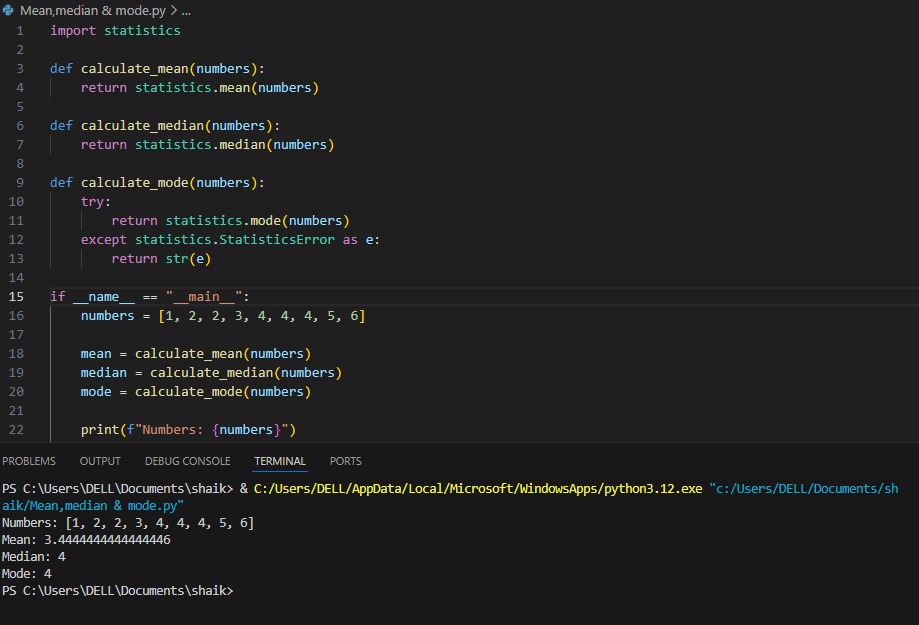 Mean,median & mode.py > ...
1 import statistics
2
3 def calculate_mean(numbers):
4     return statistics.mean(numbers)
5
6 def calculate_median(numbers):
7     return statistics.median(numbers)
8
9 def calculate_mode(numbers):
10     try:
11         return statistics.mode(numbers)
12     except statistics.StatisticsError as e:
13         return str(e)
14
15 if __name__ == "__main__":
16     numbers = [1, 2, 2, 3, 4, 4, 4, 5, 6]
17
18     mean = calculate_mean(numbers)
19     median = calculate_median(numbers)
20     mode = calculate_mode(numbers)
21
22     print(f"Numbers: {numbers}")
PROBLEMS OUTPUT DEBUG CONSOLE TERMINAL PORTS
PS C:\Users\DELL\Documents\shaik> & C:/Users/DELL/AppData/Local/Microsoft/WindowsApps/python3.12.exe "c:/Users/DELL/Documents/sh
aik/Mean,median & mode.py"
Numbers: [1, 2, 2, 3, 4, 4, 4, 5, 6]
Mean: 3.4444444444444446
Median: 4
Mode: 4
PS C:\Users\DELL\Documents\shaik>